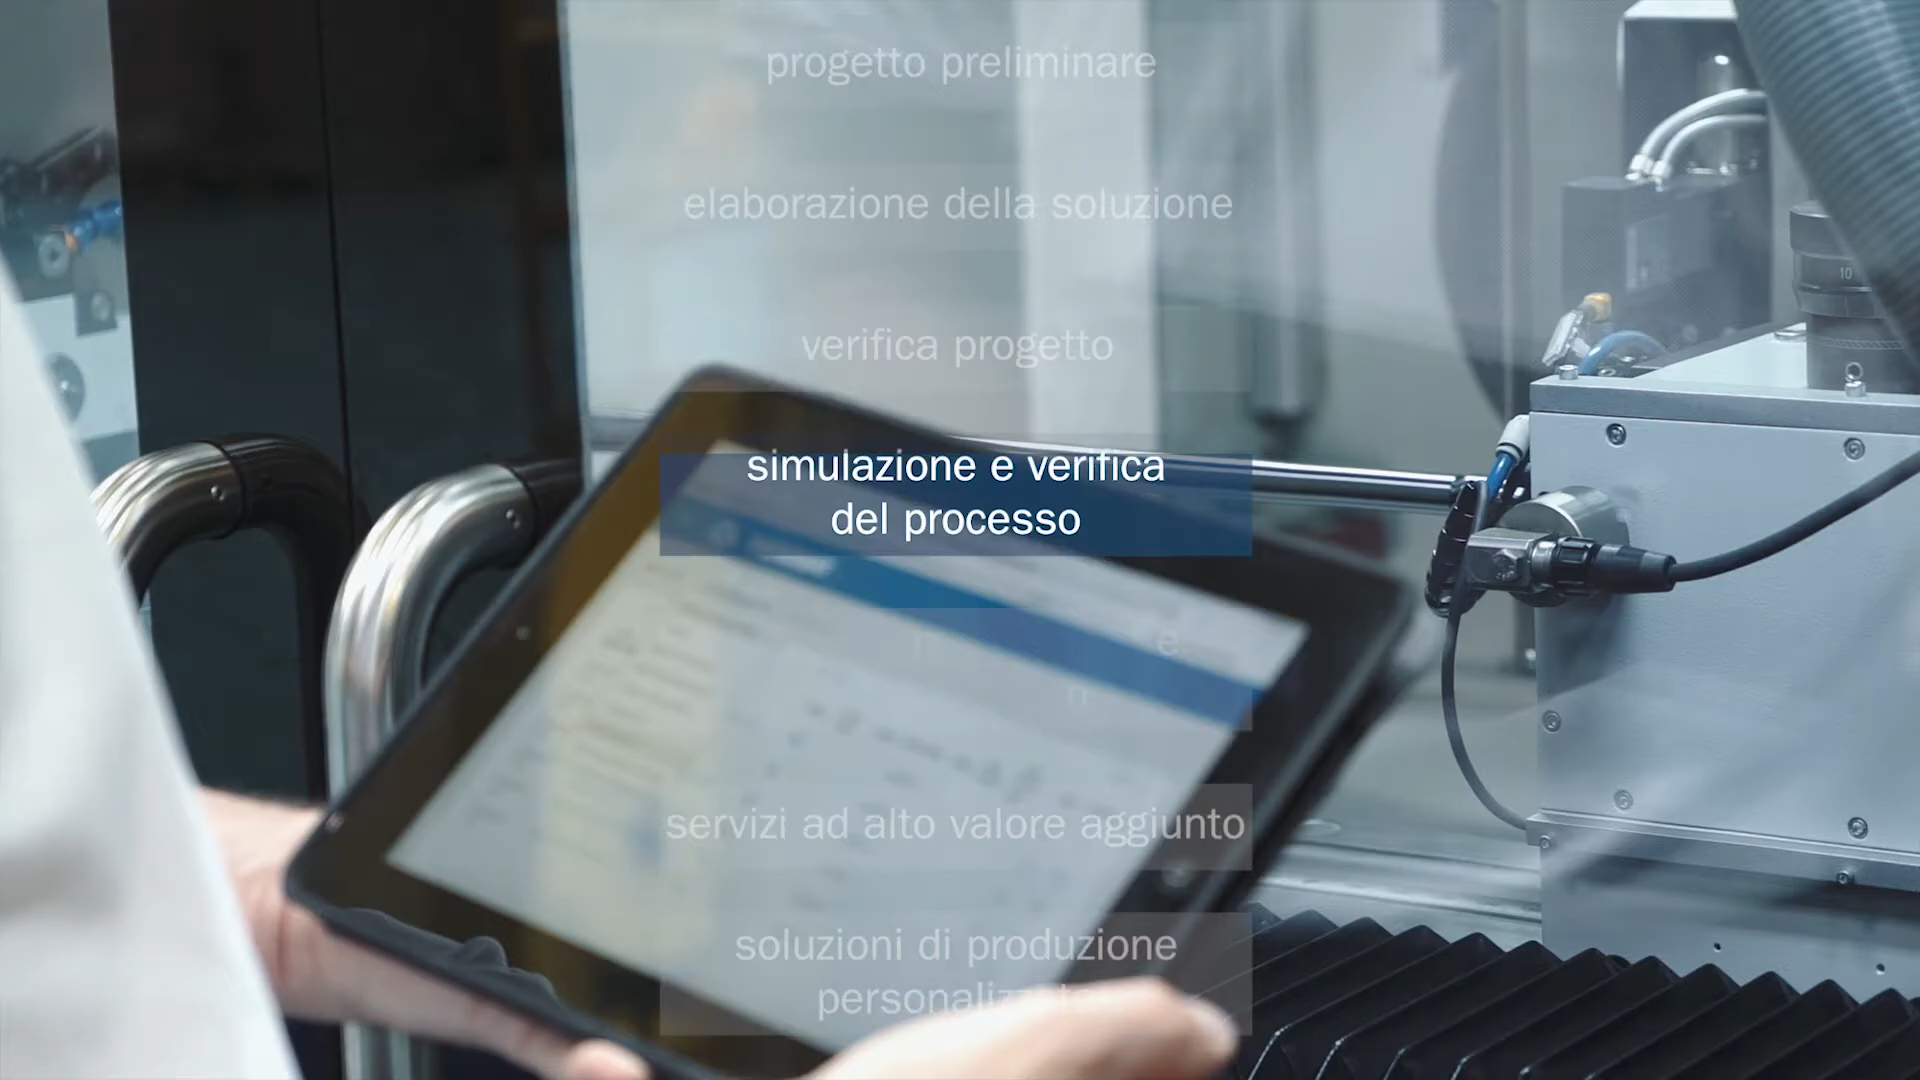 progetto preliminare
elaborazione della soluzione
verifica progetto
simulazione e verifica
del processo
servizi ad alto valore aggiunto
soluzioni di produzione
10